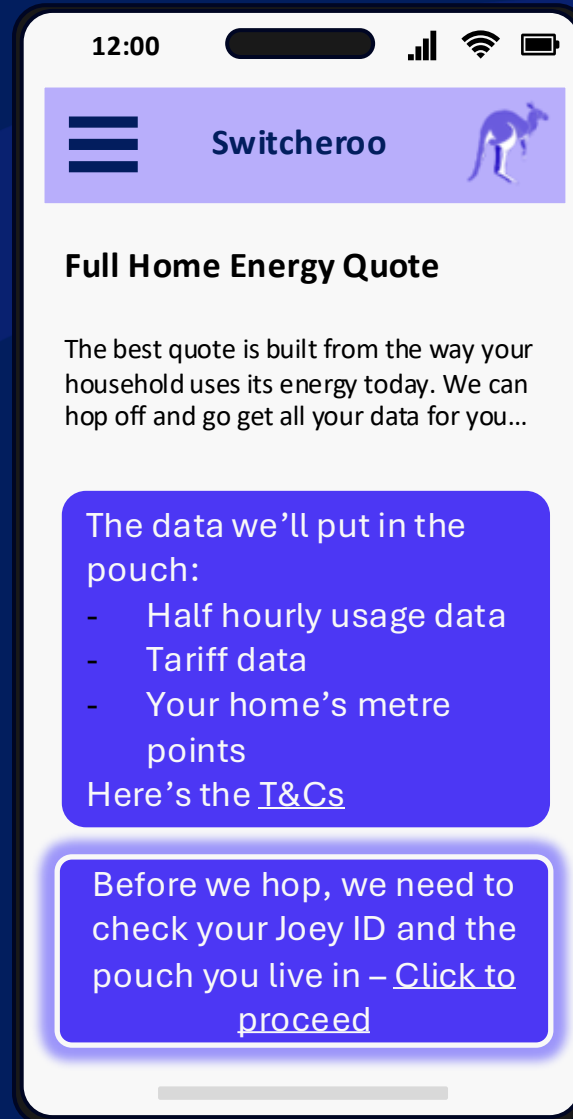 12:00
Switcheroo
Full Home Energy Quote
The best quote is built from the way your
household uses its energy today. We can
hop off and go get all your data for you...
The data we’ll put in the
pouch:
- Half hourly usage data
- Tariff data
- Your home’s metre
points
Here’s the T&Cs
Before we hop, we need to
check your Joey ID and the
pouch you live in – Click to
proceed